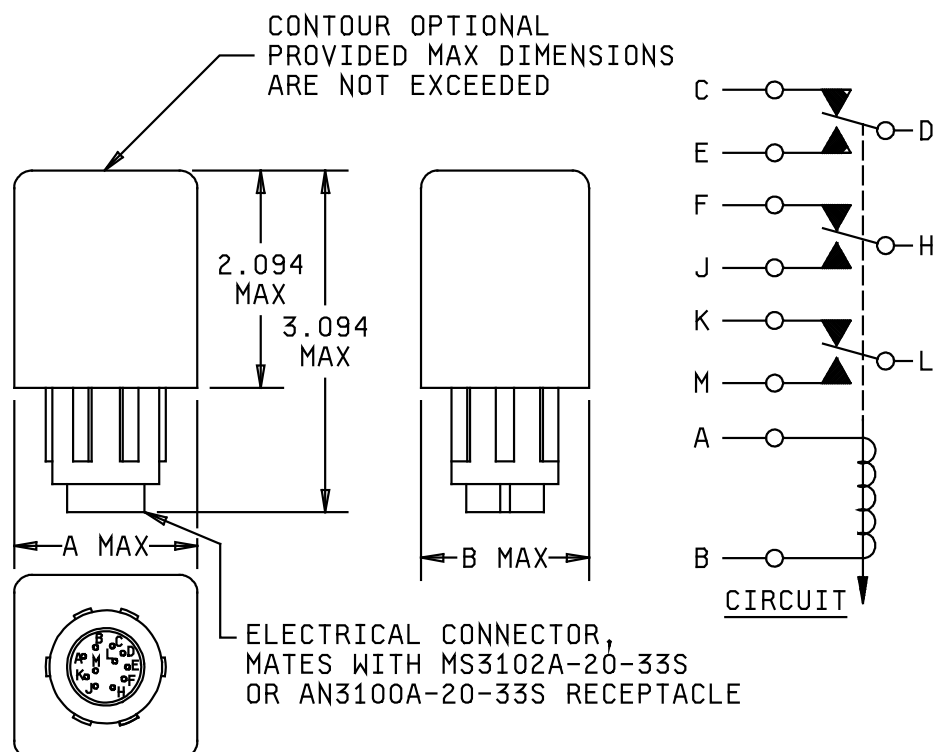 CONTOUR OPTIONAL
PROVIDED MAX DIMENSIONS
ARE NOT EXCEEDED
2.094
MAX
3.094
MAX
A MAX
B MAX
C
D
E
F
H
J
K
L
M
A
B
CIRCUIT
ELECTRICAL CONNECTOR,
MATES WITH MS3102A-20-33S
OR AN3100A-20-33S RECEPTACLE
B
C
A
L
D
M
E
K
F
J
H